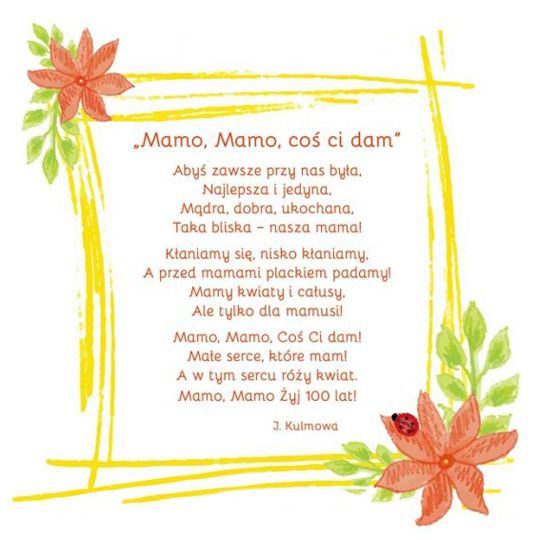 „Mamo, Mamo, coś ci dam”
Abyś zawsze przy nas była,
Najlepsza i jedyna,
Mądra, dobra, ukochana,
Taka bliska – nasza mama!
Kłaniamy się, nisko kłaniamy,
A przed mamami plackiem padamy!
Mamy kwiaty i całusy,
Ale tylko dla mamusi!
Mamo, Mamo, Coś Ci dam!
Małe serce, które mam!
A w tym sercu róży kwiat.
Mamo, Mamo Żyj 100 lat!
J. Kulmowa